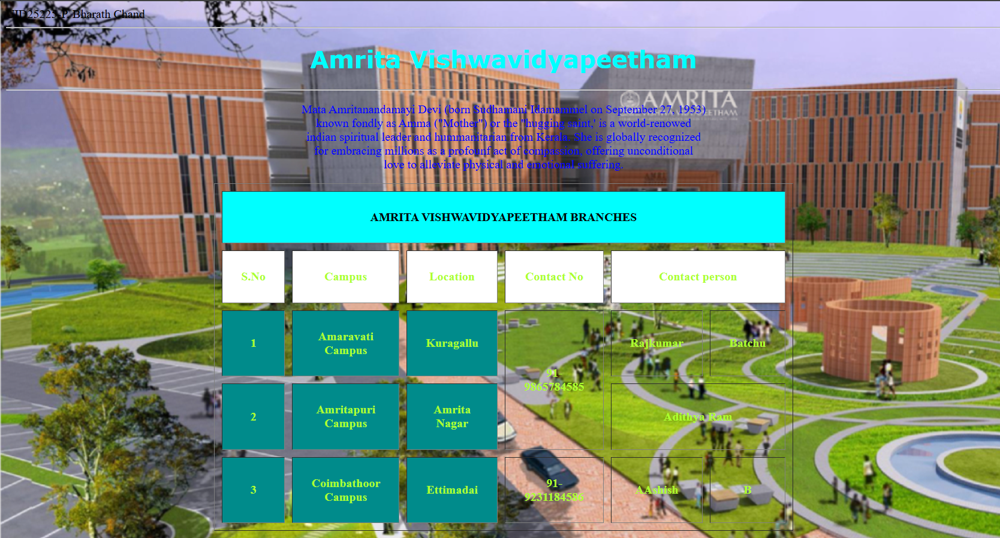 ID25225-P. Bharath Chand
Amrita Vishwavidyapeetham
AMRITA
Mata Amritanandamayi Devi (born Sudhamani Idamammel on September 27, 1953)
known fondly as Amma ("Mother") or the "hugging saint,' is a world-renowed
indian spiritual leader and hummanitarian from Kerala. She is globally recognized
for embracing millions as a profounf act of compassion, offering unconditional
love to alleviate physical and emotional suffering.
AMRITA VISHWAVIDYAPEETHAM BRANCHES
S.No Campus Location Contact No Contact person
1 Amaravati Campus Kuragallu 91-9865784585 Rajkumar Batchu
2 Amritapuri Campus Amrita Nagar Adithya Ram
3 Coimbathoor Campus Ettimadai 91-9231184586 AAshish B